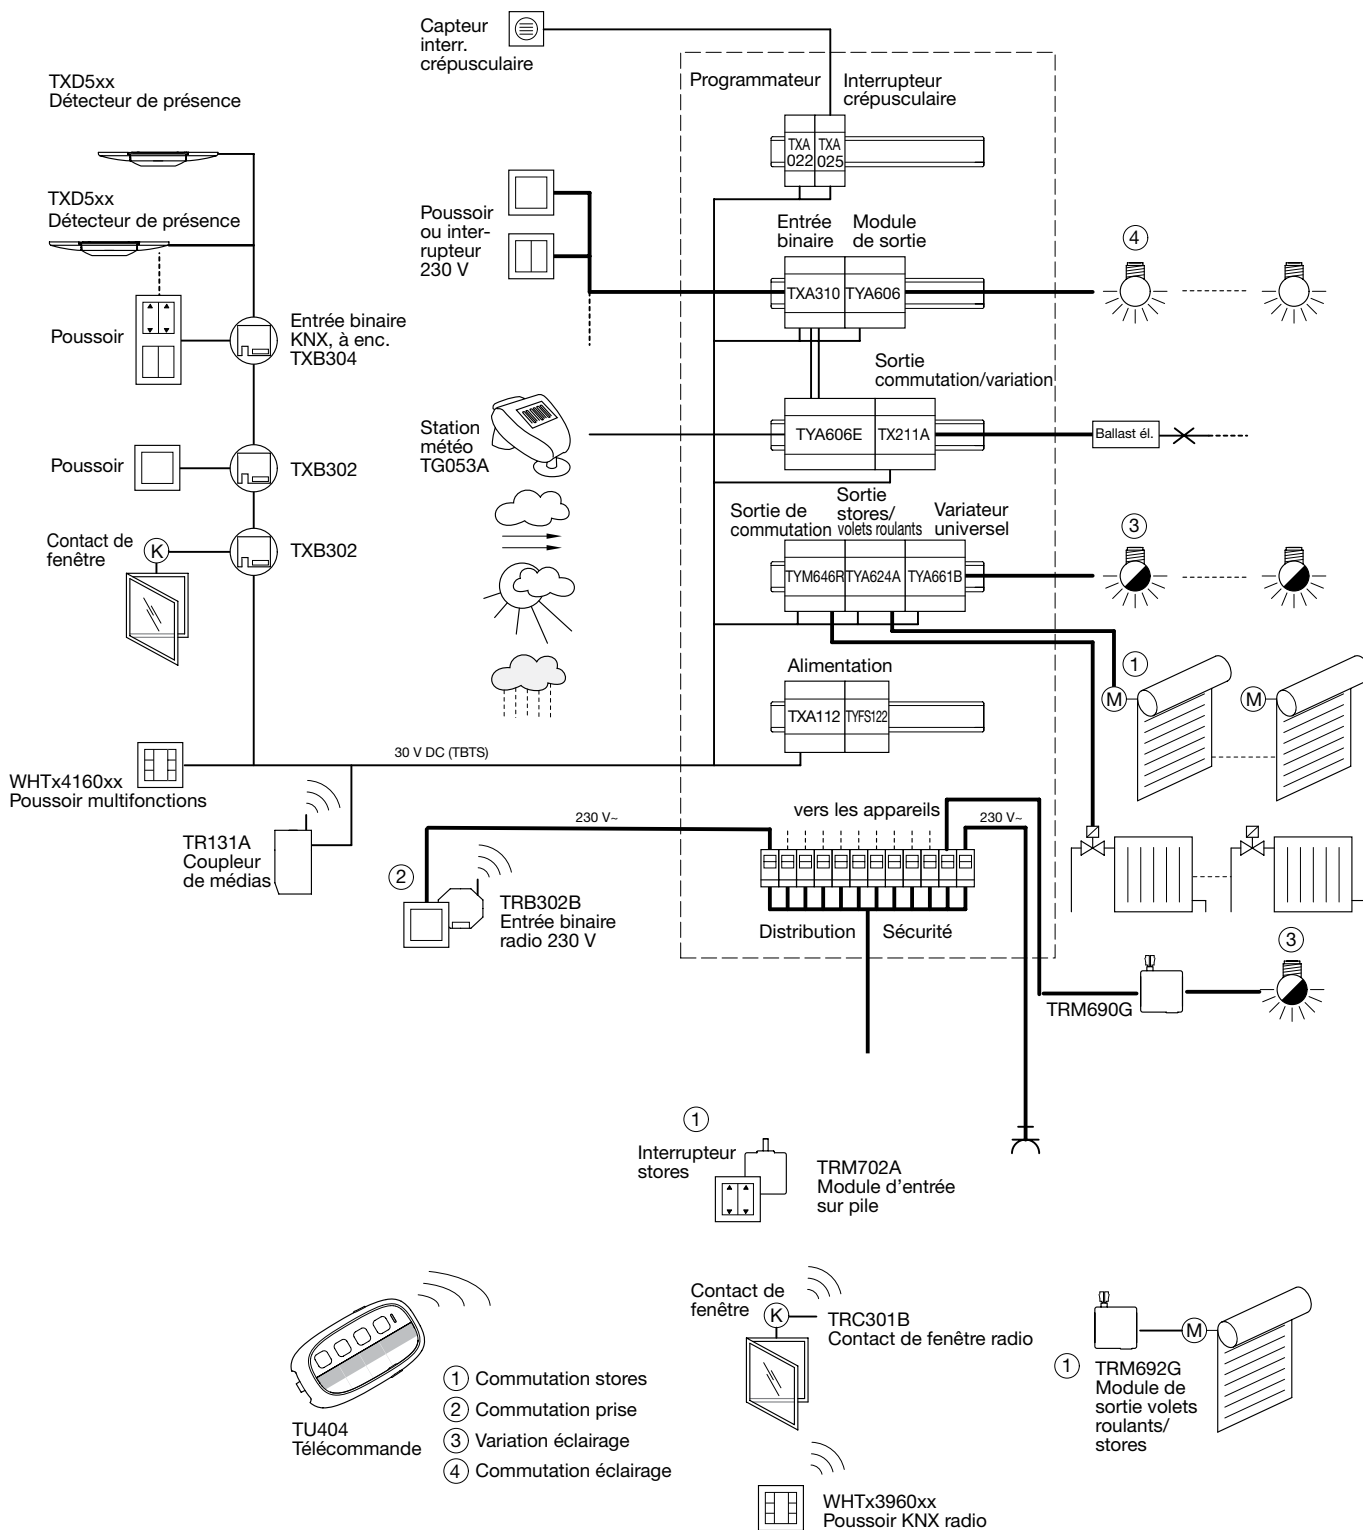 Capteur
interr.
crépusculaire
TXD5xx
Détecteur de présence
Programmateur
Interrupteur
crépusculaire
TXA
022
TXA
025
TXD5xx
Détecteur de présence
Poussoir
ou inter-
rupteur
230 V
Entrée
binaire
Module
de sortie
4
TXA310
TYA606
Poussoir
Entrée binaire
KNX, à enc.
TXB304
Sortie
commutation/variation
Station
météo
TG053A
TYA606E
TX211A
Ballast él.
Poussoir
TXB302
Sortie de
commutation
Sortie
stores/
volets roulants
Variateur
universel
3
Contact de
fenêtre
K
TXB302
TYM646R
TYA624A
TYA661B
1
M
M
Alimentation
TXA112
TYFS122
30 V DC (TBTS)
WHTx4160xx
Poussoir multifonctions
TR131A
Coupleur
de médias
230 V~
vers les appareils
230 V~
2
TRB302B
Entrée binaire
radio 230 V
Distribution
Sécurité
3
TRM690G
1
Interrupteur
stores
TRM702A
Module d’entrée
sur pile
Contact de
fenêtre
K
TRC301B
Contact de fenêtre radio
M
1
TRM692G
Module de
sortie volets
roulants/
stores
TU404
Télécommande
1 Commutation stores
2 Commutation prise
3 Variation éclairage
4 Commutation éclairage
WHTx3960xx
Poussoir KNX radio